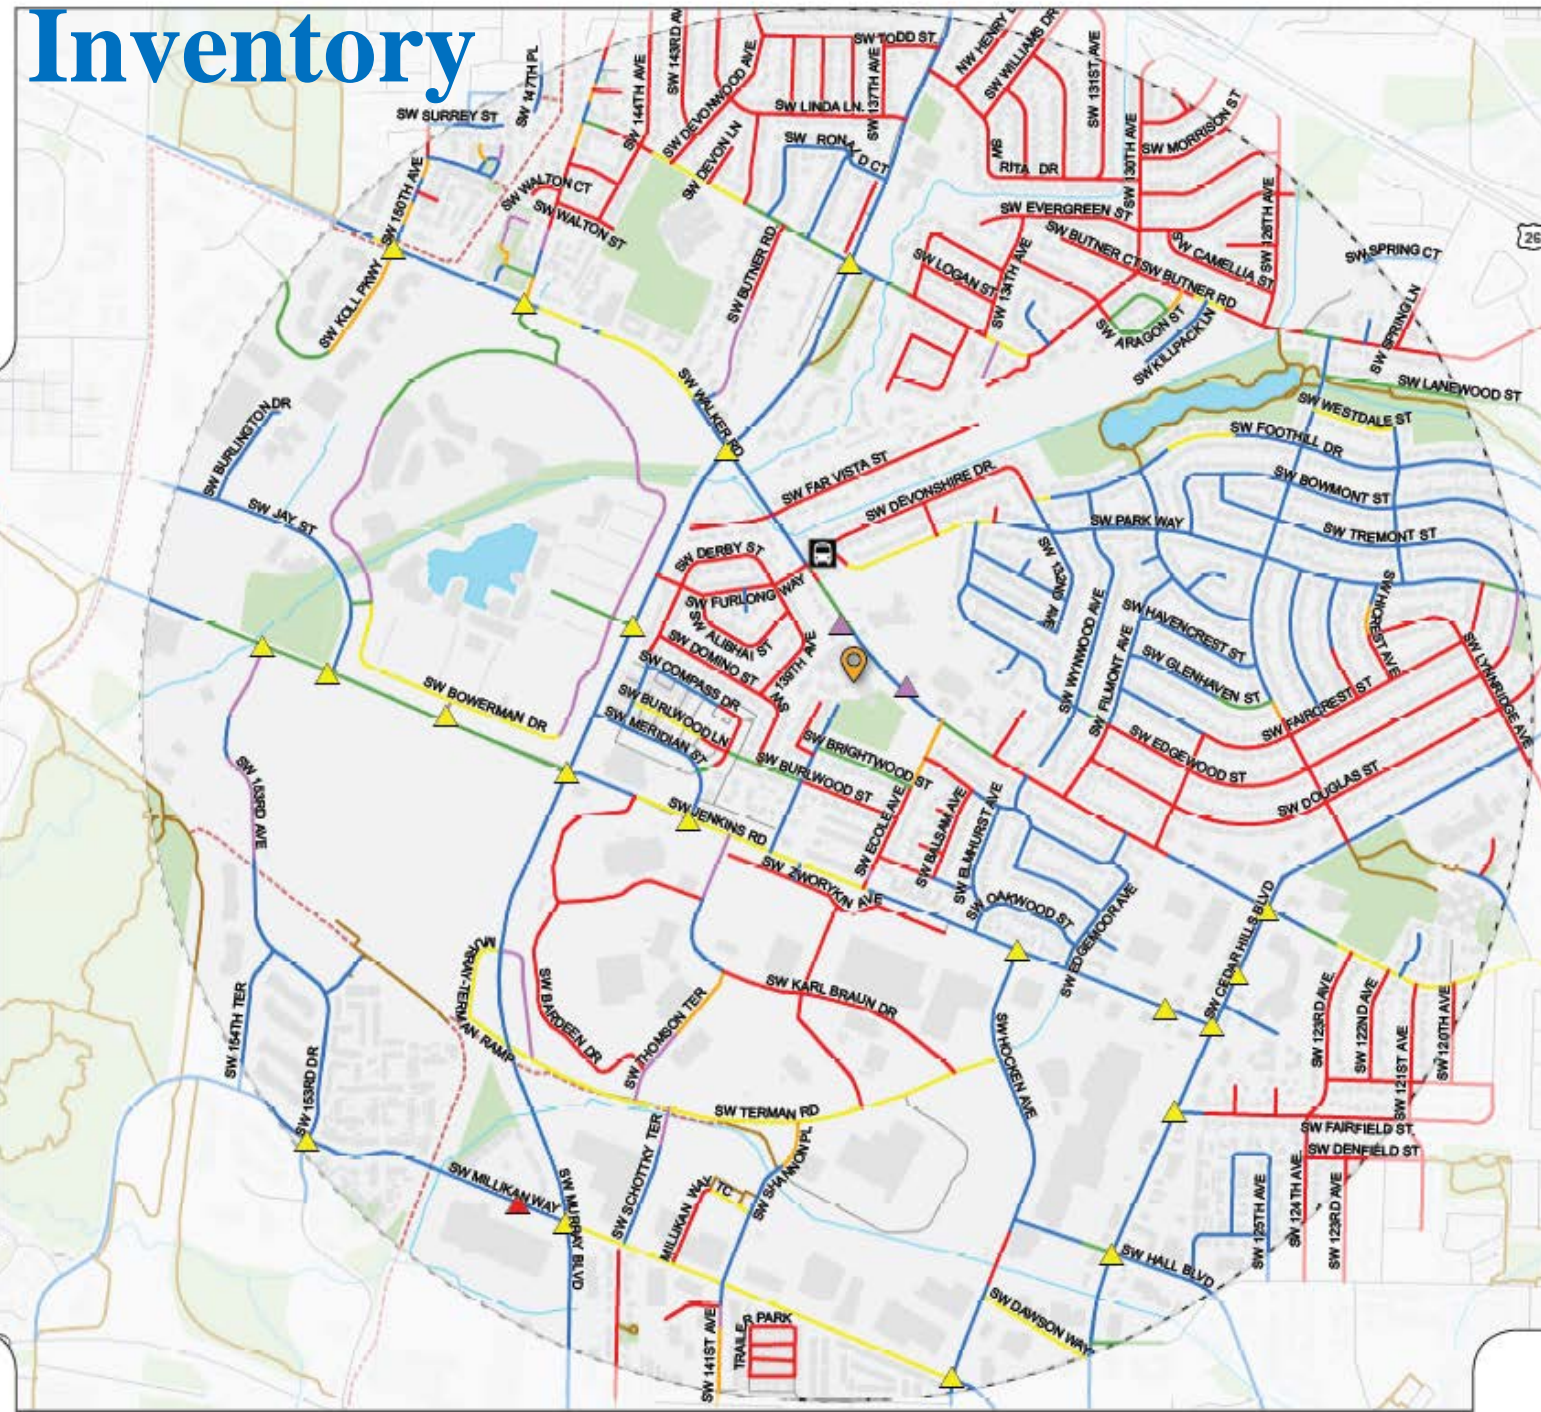 Inventory
SW 147TH PL
SW SURREY ST
SW 150TH AVE
SW 144TH AVE
SW 143RD AV
SW DEVONWOOD AVE
SW DEVON LN
SW LINDA LN.
SW 137TH AVE
SW TODD ST
SW RONALD CT
NW HENRY
SW WILLIAMS DR
SW 131ST AVE
SW 130TH AVE
SW MORRISON ST
SW
RITA DR
SW WALTON CT
SW WALTON ST
SW EVERGREEN ST
SW 126TH AVE
SW BUTNER CT
SW CAMELLIA ST
SW BUTNER RD
SW LOGAN ST
SW 134TH AVE
SW BUTNER RD
SW ARAGON ST
SW KILLPACK LN
SW SPRING CT
SW SPRING LN
26
SW KOLL PKWY
SW WALKER RD
SW LANEWOOD ST
SW WESTDALE ST
SW FOOTHILL DR
SW BOWMONT ST
SW TREMONT ST
SW BURLINGTON DR
SW JAY ST
SW FAR VISTA ST
SW DEVONSHIRE DR.
SW PARK WAY
SW 132ND AVE
SW DERBY ST
SW FURLONG WAY
SW ALIBHAI ST
SW DOMINO ST
SW 139TH AVE
SW COMPASS DR
SW BURLWOOD LN
SW MERIDIAN ST
SW WYNWOOD AVE
SW FILMONT AVE
SW HAVENCREST ST
SW GLENHAVEN ST
SW HICREST AVE
SW FAIRCREST ST
SW LYNNRIDGE AVE
SW EDGEWOOD ST
SW DOUGLAS ST
SW BOWERMAN DR
SW BRIGHTWOOD ST
SW BURLWOOD ST
SW 153RD AVE
SW JENKINS RD
SW ZWORYKIN AVE
SW ECOLE AVE
SW BALSAM AVE
SW ELMHURST AVE
SW OAKWOOD ST
SW EDGEMOOR AVE
SW CEDAR HILLS BLVD
MURRAY-TERMAN RAMP
SW BARDEEN DR
SW THOMSON TER
SW KARL BRAUN DR
SW HOCKEN AVE
SW 154TH TER
SW 153RD DR
SW TERMAN RD
SW 123RD AVE
SW 122ND AVE
SW 121ST AVE
SW 120TH AVE
SW FAIRFIELD ST
SW DENFIELD ST
SW MILLIKAN WAY
SW MURRAY BLVD
SW SCHOTTKY TER
MILLIKAN WAY TC
SW SHANNON PL
SW 125TH AVE
SW 124TH AVE
SW 123RD AVE
SW HALL BLVD
SW DAWSON WAY
SW 141ST AVE
TRAILER PARK